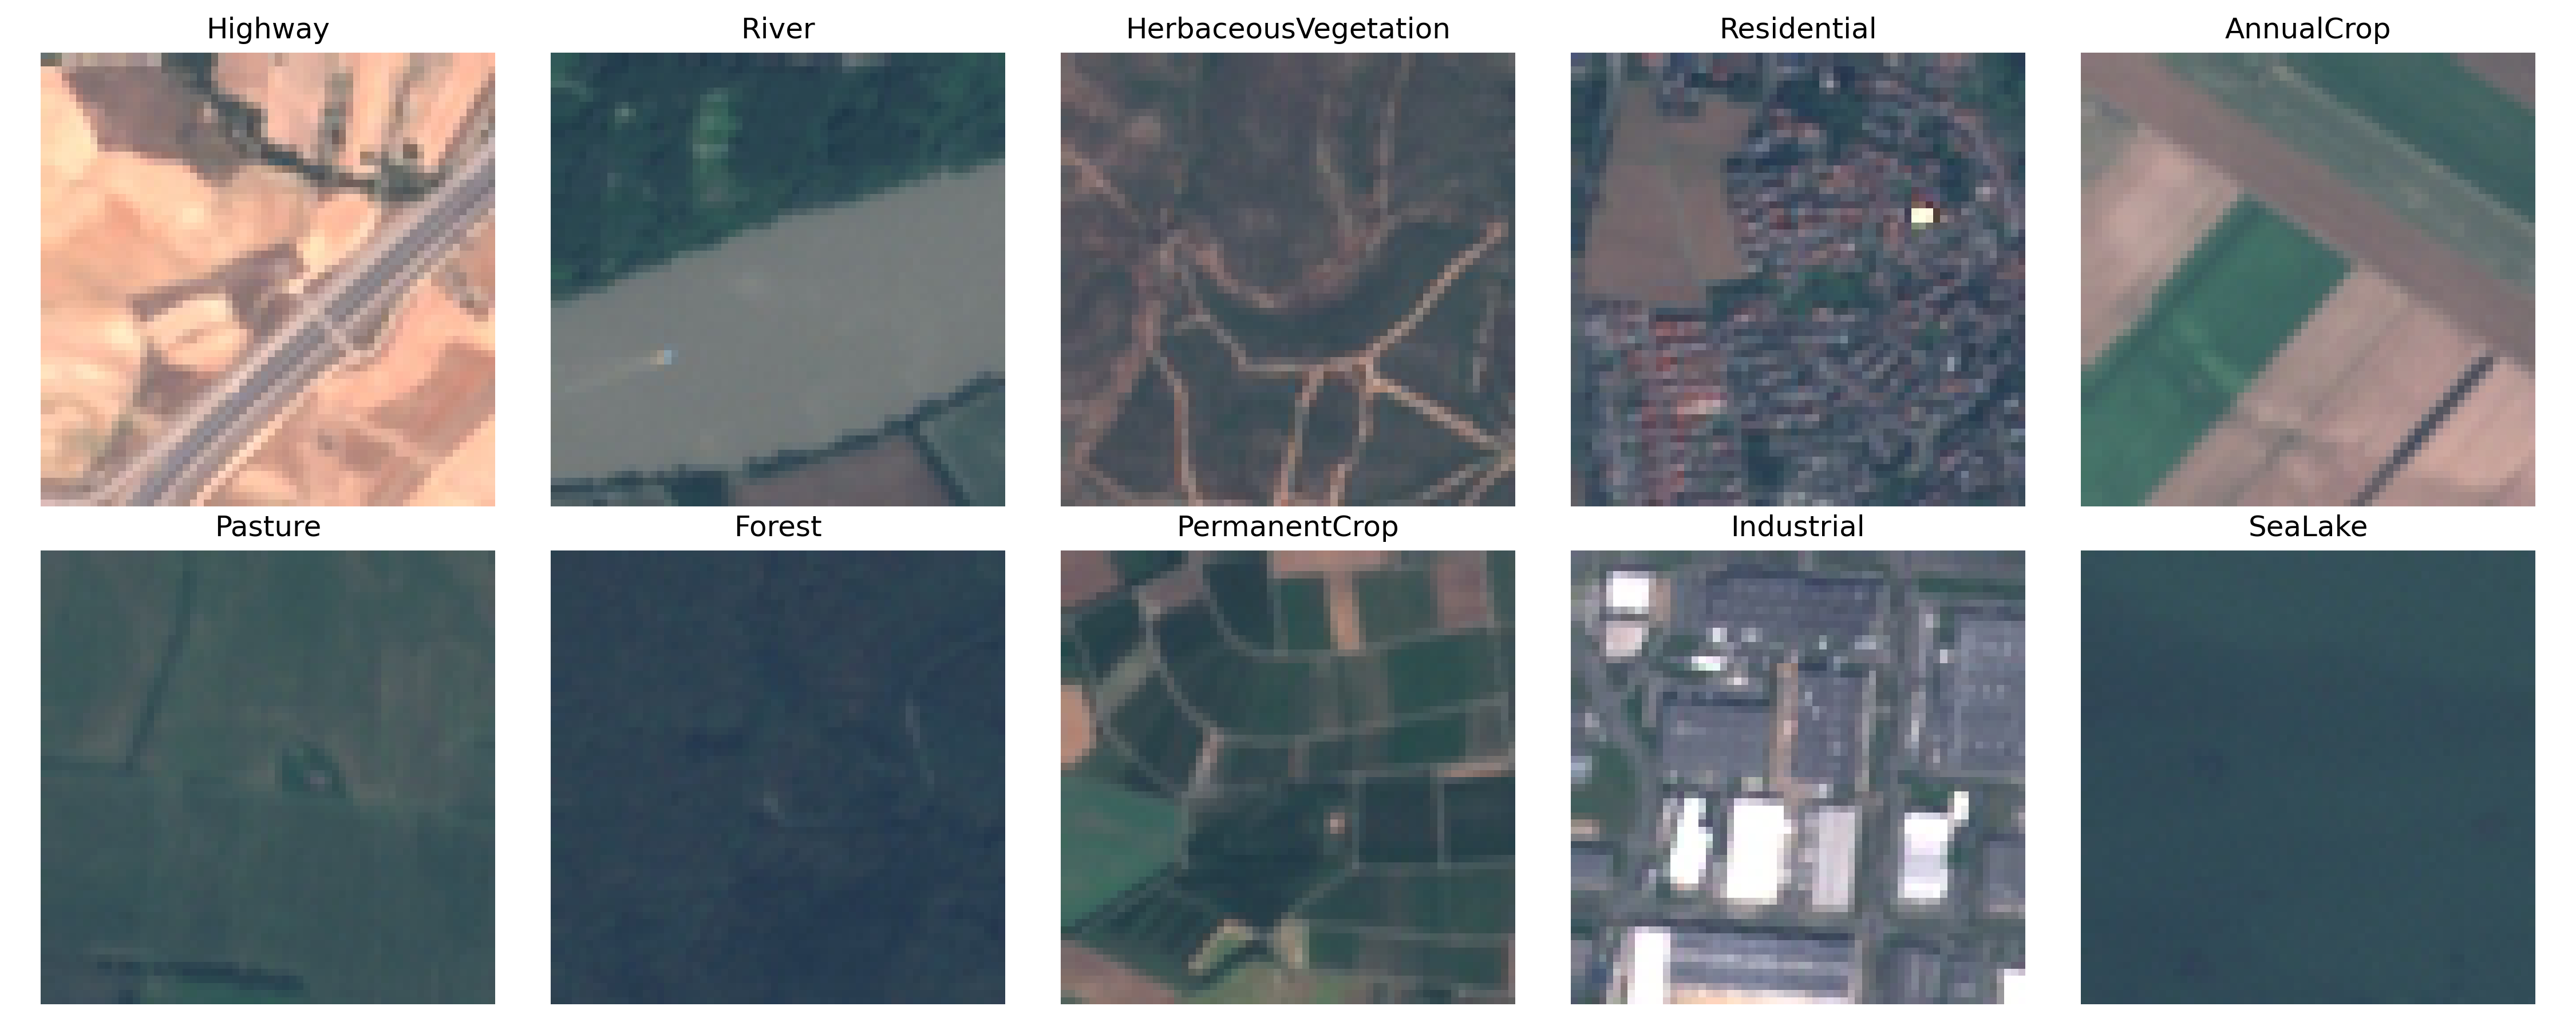 Highway
River
HerbaceousVegetation
Residential
AnnualCrop
Pasture
Forest
PermanentCrop
Industrial
SeaLake